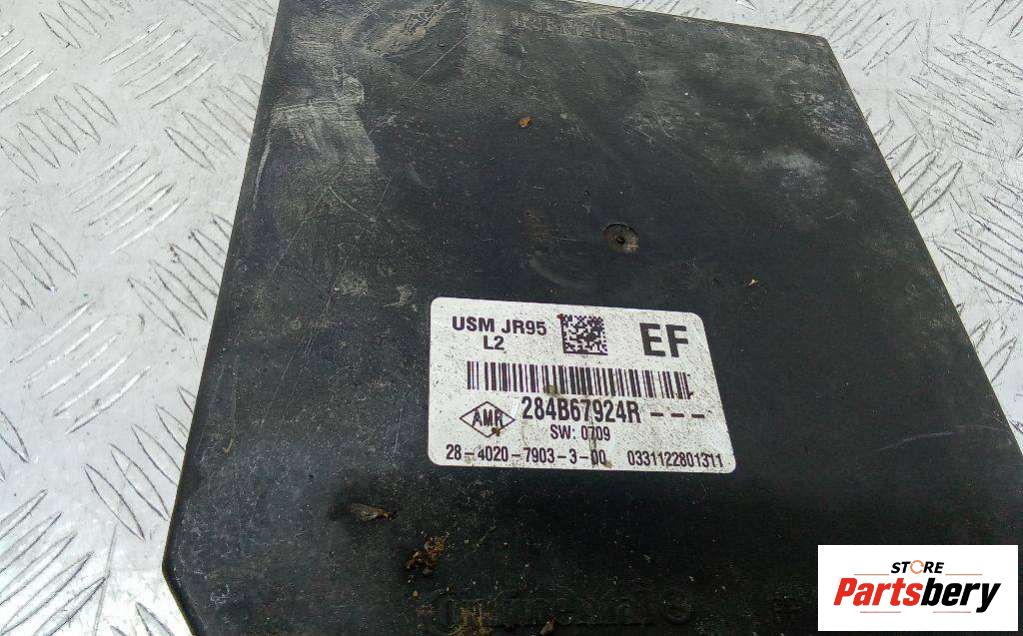 USM JR95
L2
EF
284B67924R - - -
AMR
SW: 0709
28-4020-7903-3-00 0331122801311
STORE
Partsbery